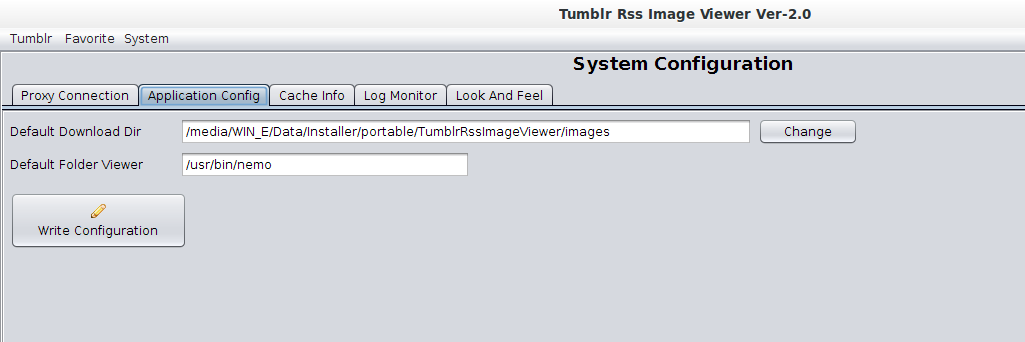 Tumblr Rss Image Viewer Ver-2.0
Tumblr Favorite System
System Configuration
Proxy Connection Application Config Cache Info Log Monitor Look And Feel
Default Download Dir /media/WIN_E/Data/Installer/portable/TumblrRssImageViewer/images Change
Default Folder Viewer /usr/bin/nemo
Write Configuration